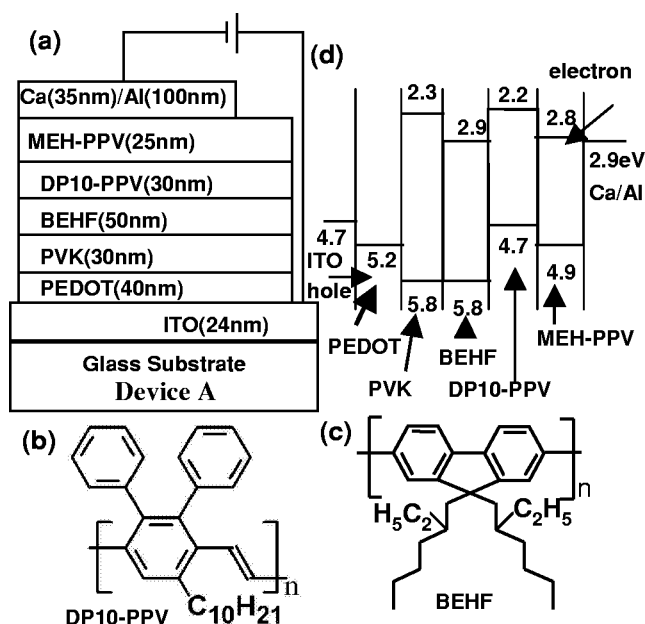 (a)
Ca(35nm)/Al(100nm)
MEH-PPV(25nm)
DP10-PPV(30nm)
BEHF(50nm)
PVK(30nm)
PEDOT(40nm)
ITO(24nm)
Glass Substrate
Device A
(d)
electron
2.3
2.2
2.9
2.8
2.9eV
Ca/Al
4.7
5.2
4.7
4.9
ITO
hole
5.8
5.8
PEDOT
BEHF
MEH-PPV
PVK
DP10-PPV
(b)
n
C10H21
DP10-PPV
(c)
n
H5C2
C2H5
BEHF